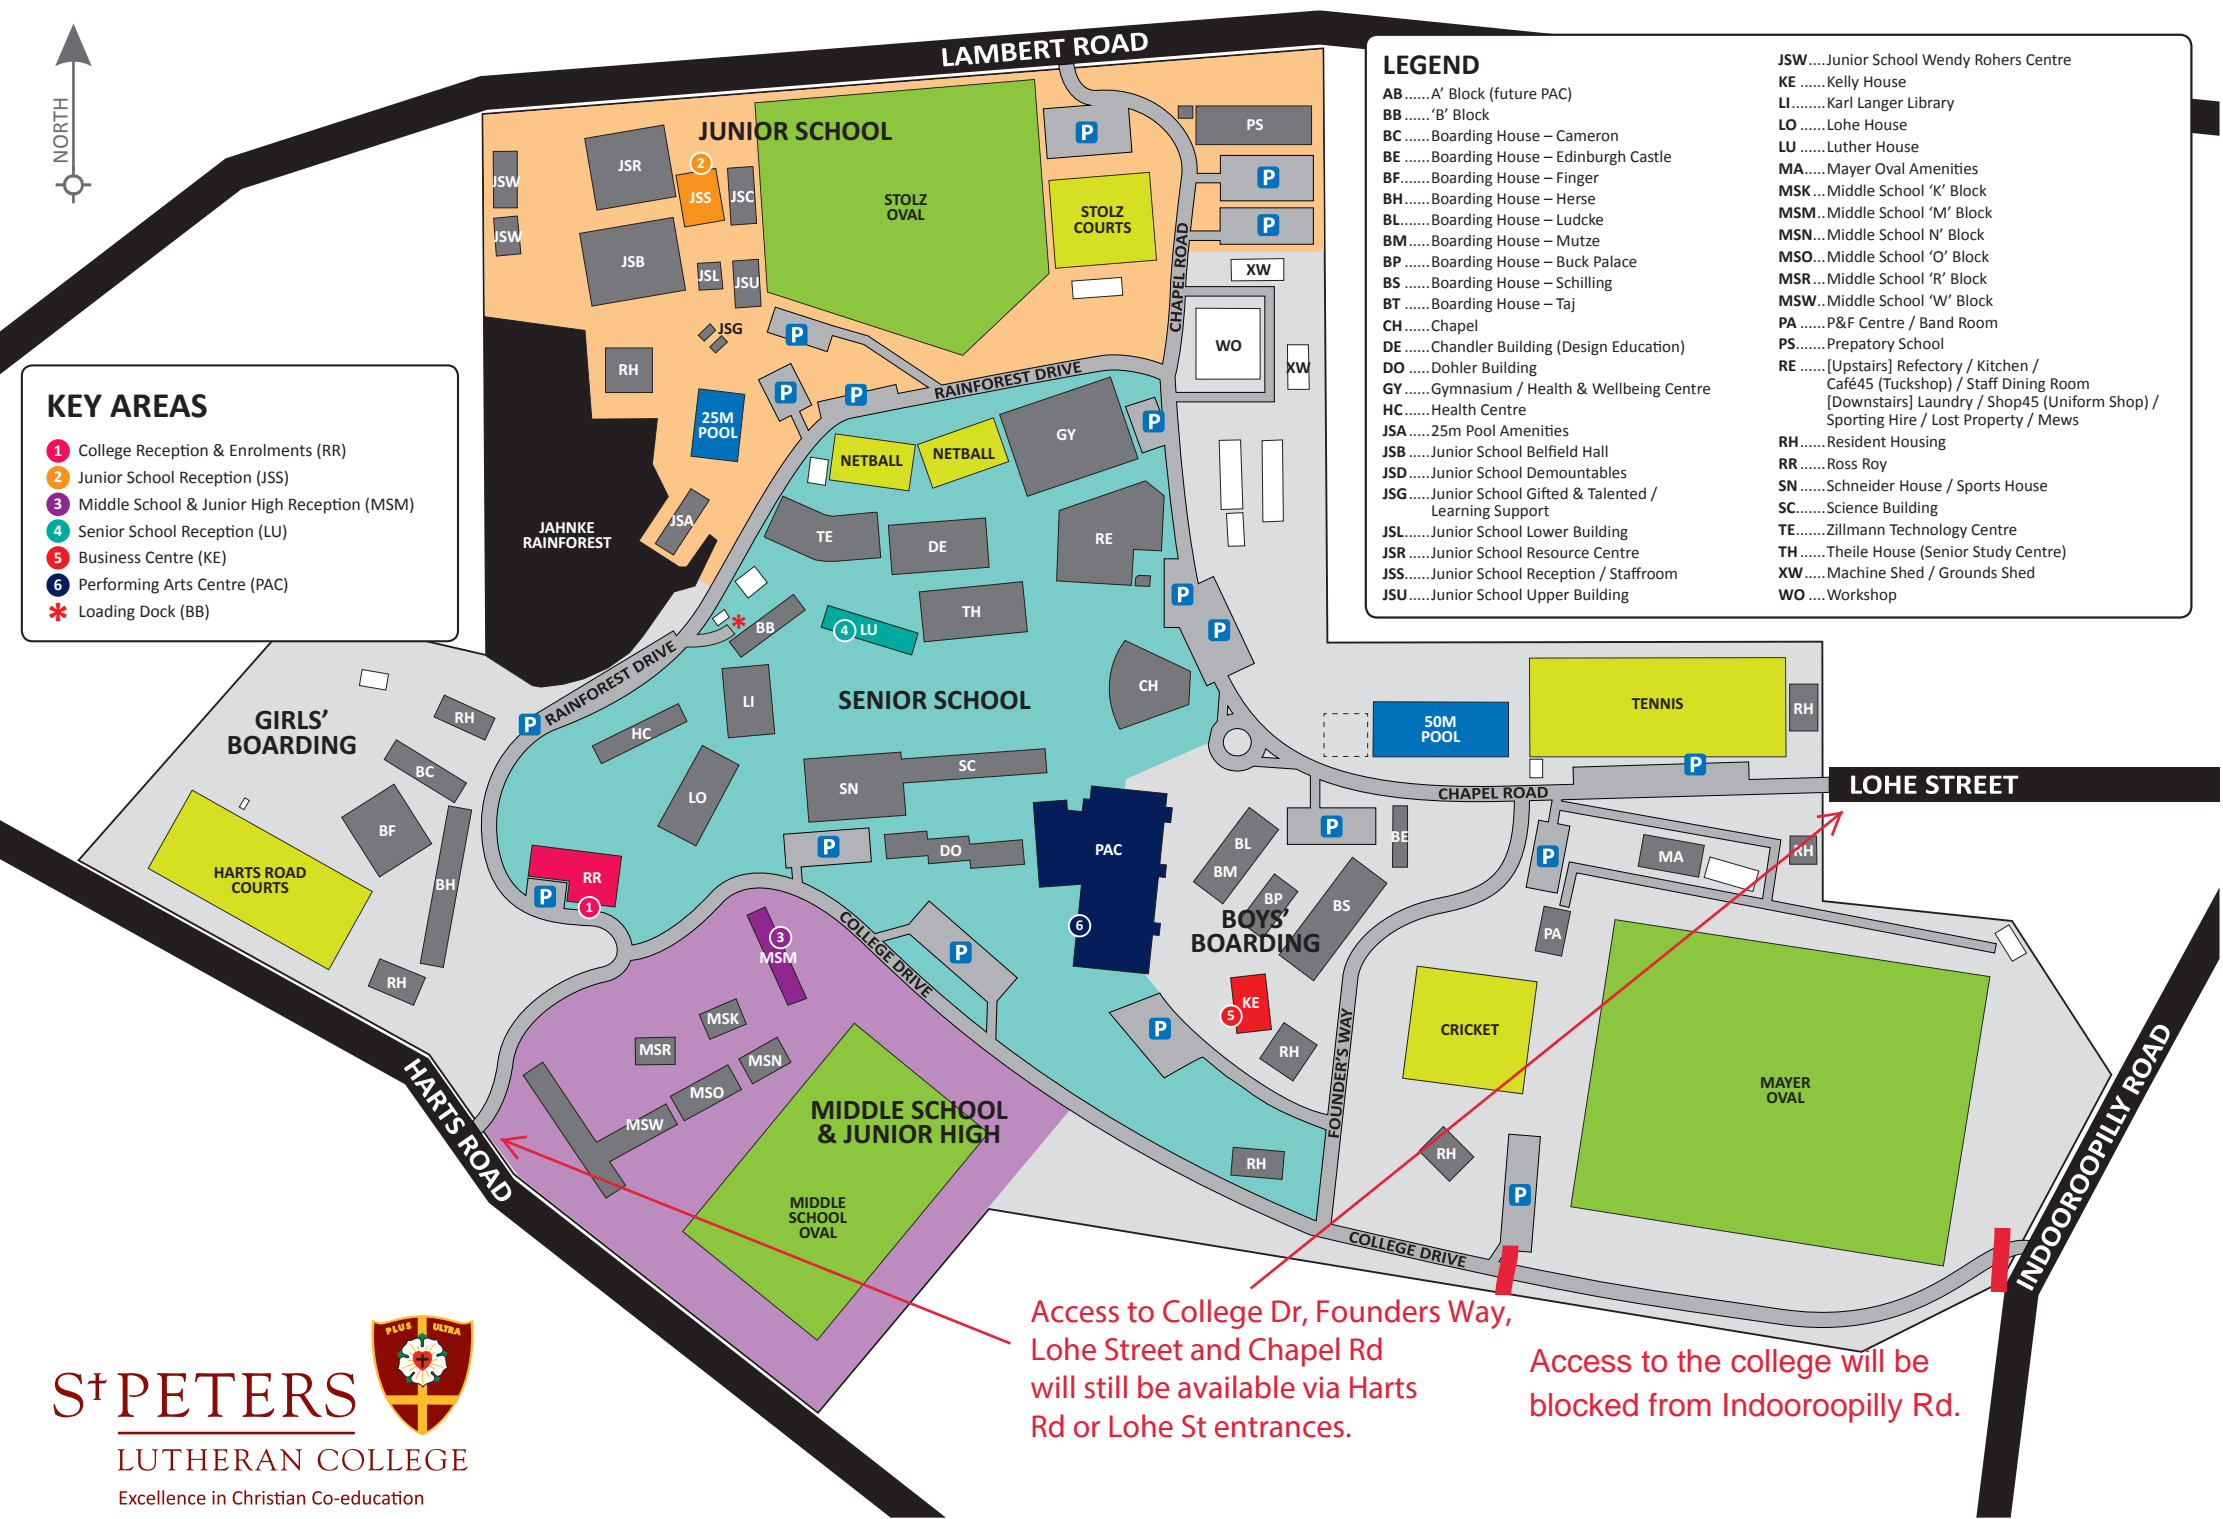 LAMBERT ROAD
NORTH
LEGEND
AB ......A’ Block (future PAC)
BB ......‘B’ Block
BC ......Boarding House – Cameron
BE ......Boarding House – Edinburgh Castle
BF.......Boarding House – Finger
BH ......Boarding House – Herse
BL.......Boarding House – Ludcke
BM .....Boarding House – Mutze
BP ......Boarding House – Buck Palace
BS ......Boarding House – Schilling
BT ......Boarding House – Taj
CH ......Chapel
DE ......Chandler Building (Design Education)
DO .....Dohler Building
GY ......Gymnasium / Health & Wellbeing Centre
HC ......Health Centre
JSA .....25m Pool Amenities
JSB .....Junior School Belfield Hall
JSD .....Junior School Demountables
JSG .....Junior School Gifted & Talented /
Learning Support
JSL......Junior School Lower Building
JSR .....Junior School Resource Centre
JSS......Junior School Reception / Staffroom
JSU.....Junior School Upper Building
JSW....Junior School Wendy Rohers Centre
KE ......Kelly House
LI........Karl Langer Library
LO ......Lohe House
LU ......Luther House
MA.....Mayer Oval Amenities
MSK...Middle School ‘K’ Block
MSM..Middle School ‘M’ Block
MSN...Middle School N’ Block
MSO...Middle School ‘O’ Block
MSR...Middle School ‘R’ Block
MSW..Middle School ‘W’ Block
PA ......P&F Centre / Band Room
PS.......Prepatory School
RE ......[Upstairs] Refectory / Kitchen /
Café45 (Tuckshop) / Staff Dining Room
[Downstairs] Laundry / Shop45 (Uniform Shop) /
Sporting Hire / Lost Property / Mews
RH......Resident Housing
RR ......Ross Roy
SN ......Schneider House / Sports House
SC.......Science Building
TE.......Zillmann Technology Centre
TH ......Theile House (Senior Study Centre)
XW.....Machine Shed / Grounds Shed
WO ....Workshop
KEY AREAS
1 College Reception & Enrolments (RR)
2 Junior School Reception (JSS)
3 Middle School & Junior High Reception (MSM)
4 Senior School Reception (LU)
5 Business Centre (KE)
6 Performing Arts Centre (PAC)
* Loading Dock (BB)
JUNIOR SCHOOL
P
PS
JSW
JSR
2
JSS
JSC
P
STOLZ
OVAL
STOLZ
COURTS
P
JSW
JSB
JSL
JSU
CHAPEL ROAD
XW
JSG
P
WO
RH
XW
P
P
RAINFOREST DRIVE
25M
POOL
P
GY
NETBALL
NETBALL
JAHNKE
RAINFOREST
JSA
TE
DE
RE
P
TH
*
BB
4 LU
P
RAINFOREST DRIVE
LI
SENIOR SCHOOL
CH
GIRLS’
BOARDING
RH
P
HC
50M
POOL
TENNIS
RH
BC
LO
SN
SC
P
CHAPEL ROAD
LOHE STREET
BF
P
DO
PAC
BL
P
BE
P
MA
RH
HARTS ROAD
COURTS
BH
RR
P
1
BM
BP
BS
BOYS’
BOARDING
PA
6
3
MSM
COLLEGE DRIVE
P
RH
KE
5
MSK
P
CRICKET
MSR
MSN
RH
FOUNDER’S WAY
MSO
MAYER
OVAL
MSW
MIDDLE SCHOOL
& JUNIOR HIGH
HARTS ROAD
RH
RH
P
MIDDLE
SCHOOL
OVAL
COLLEGE DRIVE
INDOOROOPILLY ROAD
Access to College Dr, Founders Way,
Lohe Street and Chapel Rd
will still be available via Harts
Rd or Lohe St entrances.
Access to the college will be
blocked from Indooroopilly Rd.
PLUS ULTRA
St PETERS
LUTHERAN COLLEGE
Excellence in Christian Co-education